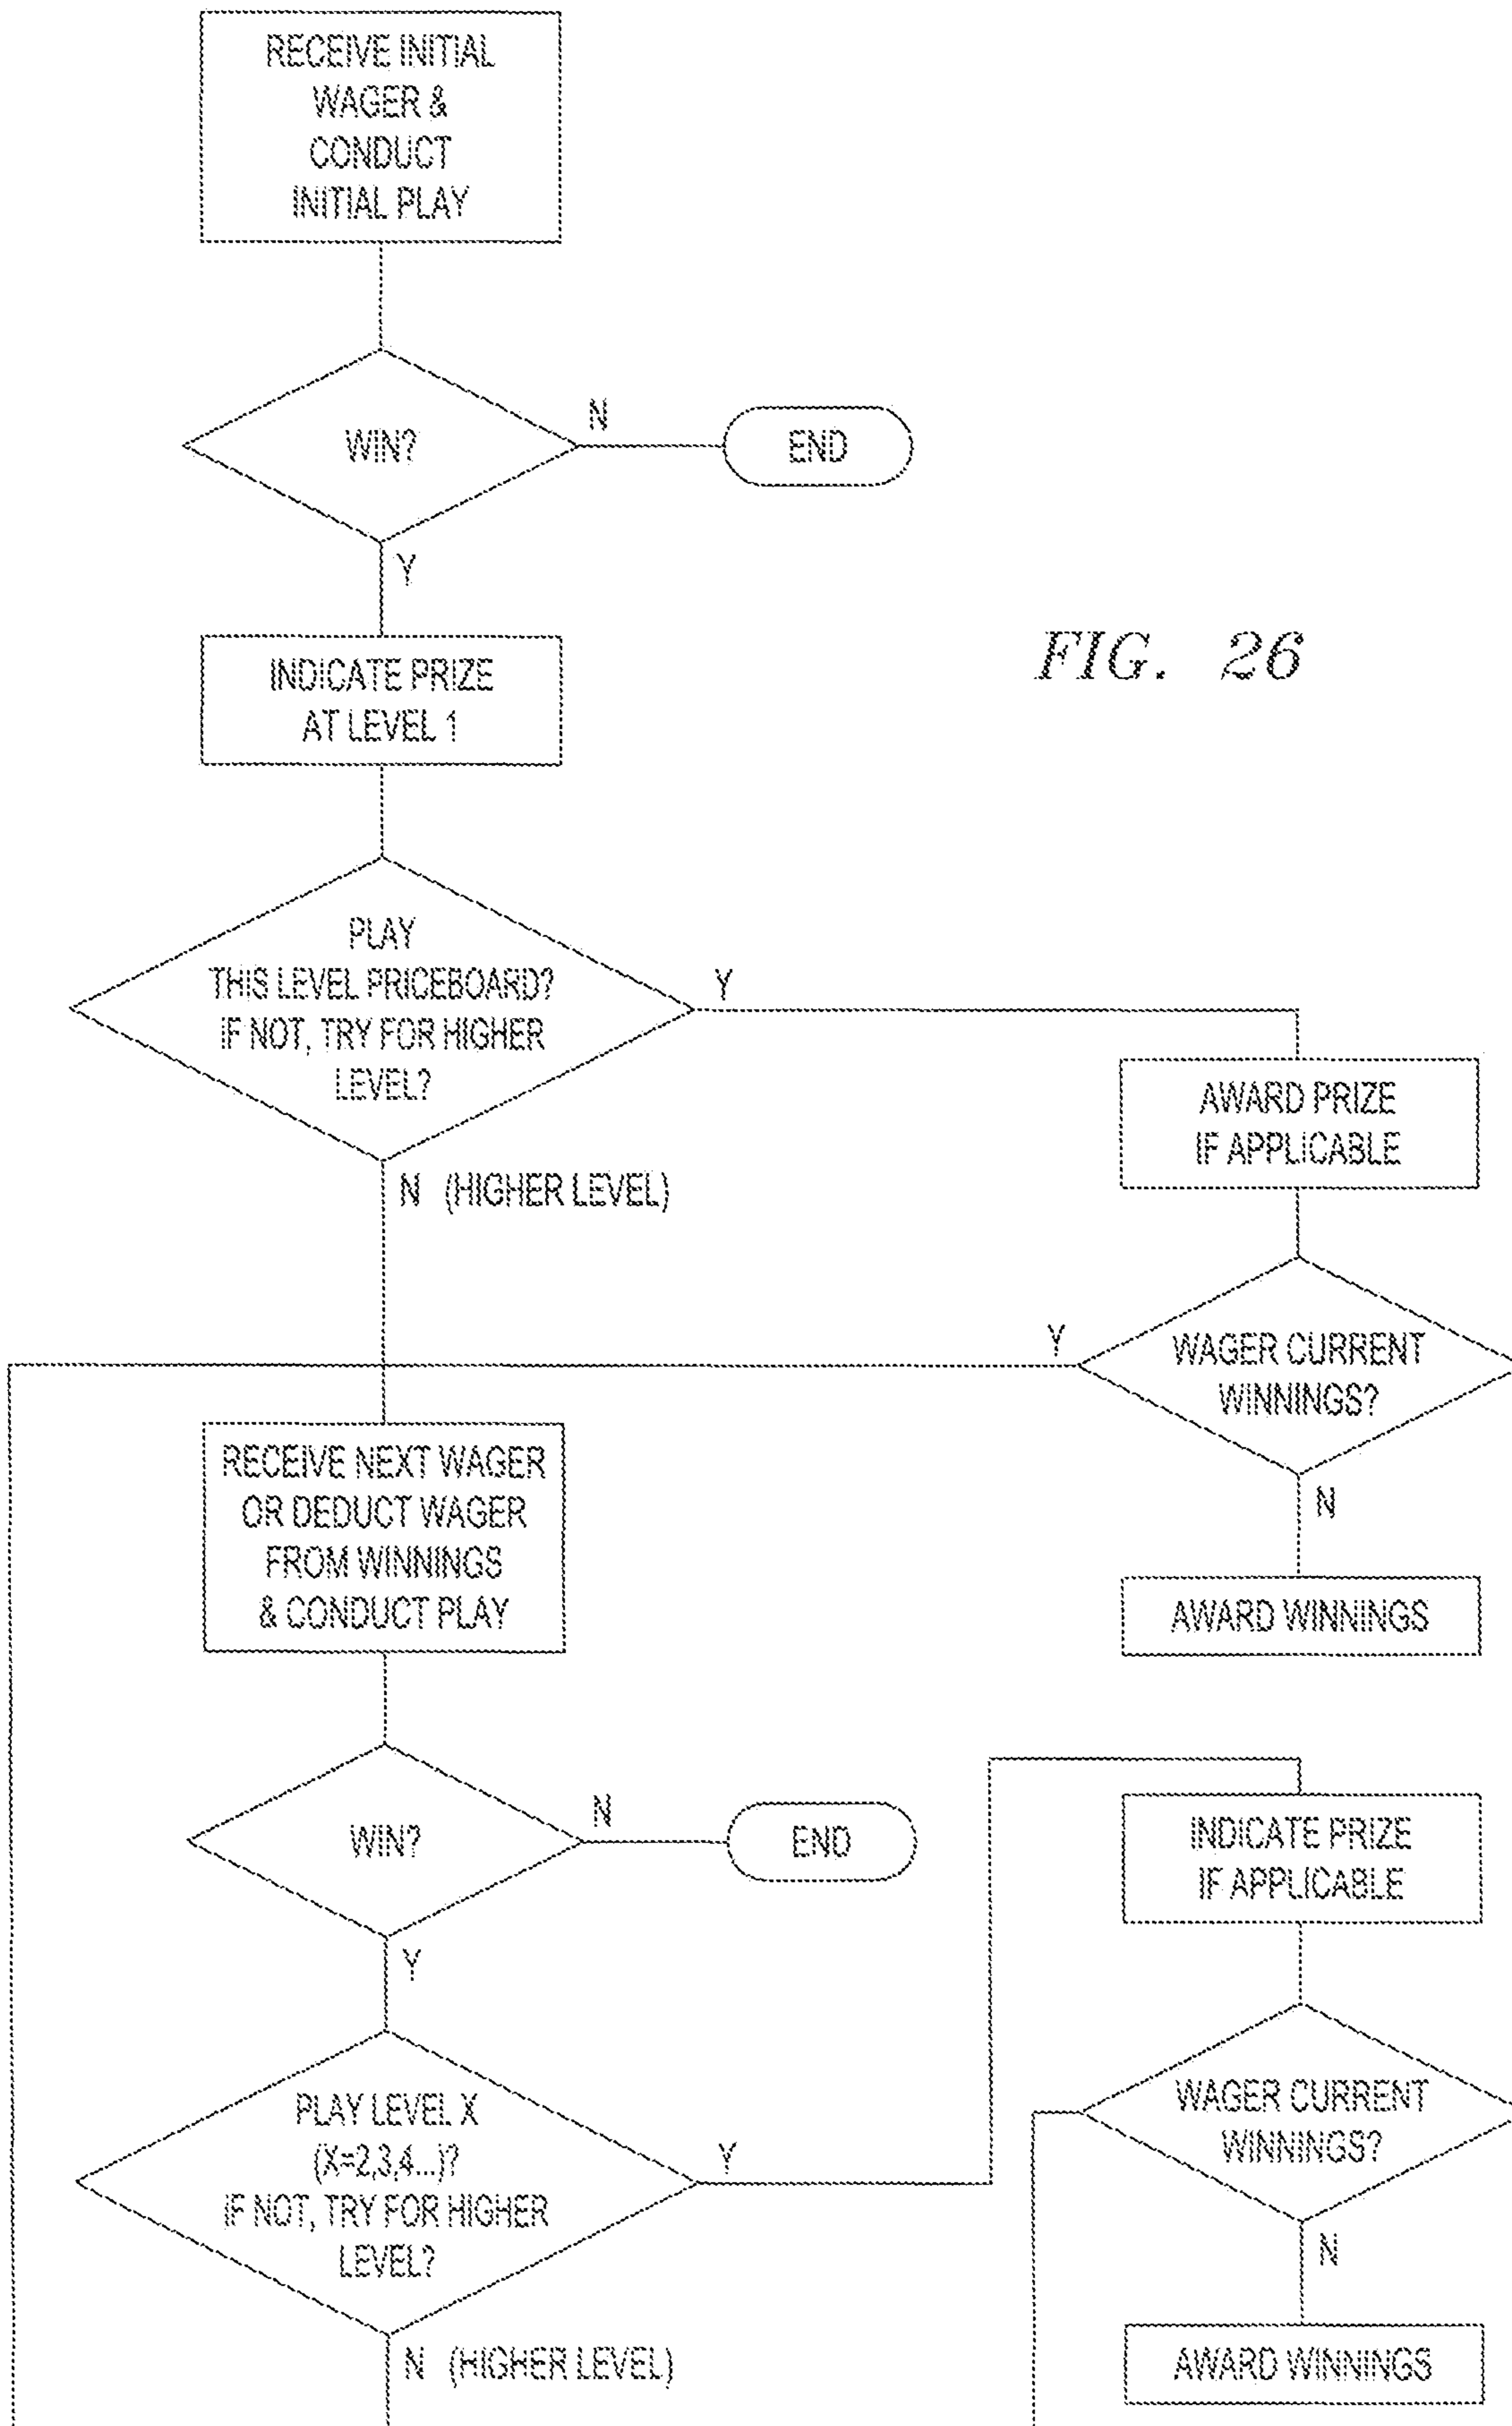 RECEIVE INITIAL
WAGER &
CONDUCT
INITIAL PLAY
WIN?
N
END
Y
INDICATE PRIZE
AT LEVEL 1
FIG. 26
PLAY
THIS LEVEL PRICEBOARD?
IF NOT, TRY FOR HIGHER
LEVEL?
Y
N (HIGHER LEVEL)
AWARD PRIZE
IF APPLICABLE
Y
WAGER CURRENT
WINNINGS?
N
AWARD WINNINGS
RECEIVE NEXT WAGER
OR DEDUCT WAGER
FROM WINNINGS
& CONDUCT PLAY
WIN?
N
END
Y
PLAY LEVEL X
(X=2,3,4...)?
IF NOT, TRY FOR HIGHER
LEVEL?
Y
N (HIGHER LEVEL)
INDICATE PRIZE
IF APPLICABLE
WAGER CURRENT
WINNINGS?
N
AWARD WINNINGS